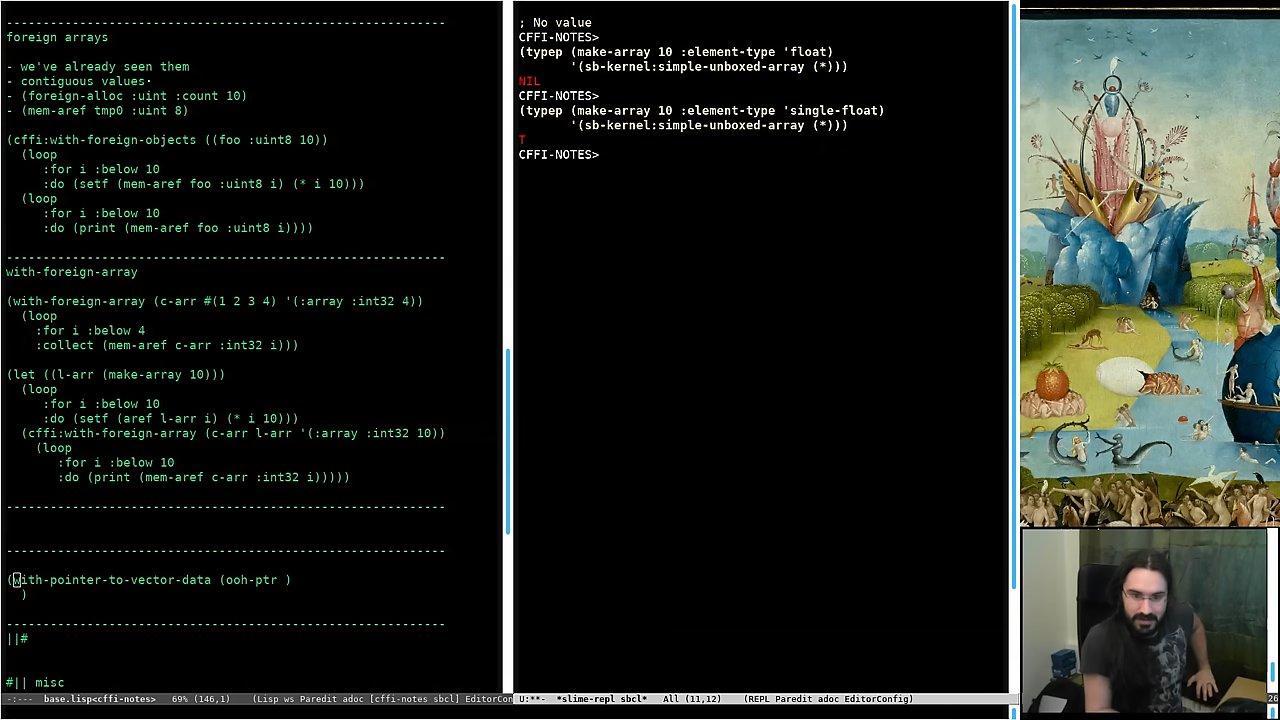 ------------------------------------------------------------
foreign arrays
- we've already seen them
- contiguous values·
- (foreign-alloc :uint :count 10)
- (mem-aref tmp0 :uint 8)
(cffi:with-foreign-objects ((foo :uint8 10))
  (loop
     :for i :below 10
     :do (setf (mem-aref foo :uint8 i) (* i 10)))
  (loop
     :for i :below 10
     :do (print (mem-aref foo :uint8 i))))
------------------------------------------------------------
with-foreign-array
(with-foreign-array (c-arr #(1 2 3 4) '(:array :int32 4))
  (loop
    :for i :below 4
    :collect (mem-aref c-arr :int32 i)))
(let ((l-arr (make-array 10)))
  (loop
     :for i :below 10
     :do (setf (aref l-arr i) (* i 10)))
  (cffi:with-foreign-array (c-arr l-arr '(:array :int32 10))
    (loop
       :for i :below 10
       :do (print (mem-aref c-arr :int32 i)))))
------------------------------------------------------------
------------------------------------------------------------
(with-pointer-to-vector-data (ooh-ptr )
  )
------------------------------------------------------------
||#
#|| misc
-:---  base.lisp<cffi-notes>   69% (146,1)    (Lisp ws Paredit adoc [cffi-notes sbcl] EditorCon
; No value
CFFI-NOTES>
(typep (make-array 10 :element-type 'float)
       '(sb-kernel:simple-unboxed-array (*)))
NIL
CFFI-NOTES>
(typep (make-array 10 :element-type 'single-float)
       '(sb-kernel:simple-unboxed-array (*)))
T
CFFI-NOTES>
U:**-  *slime-repl sbcl*   All (11,12)    (REPL Paredit adoc EditorConfig)
26